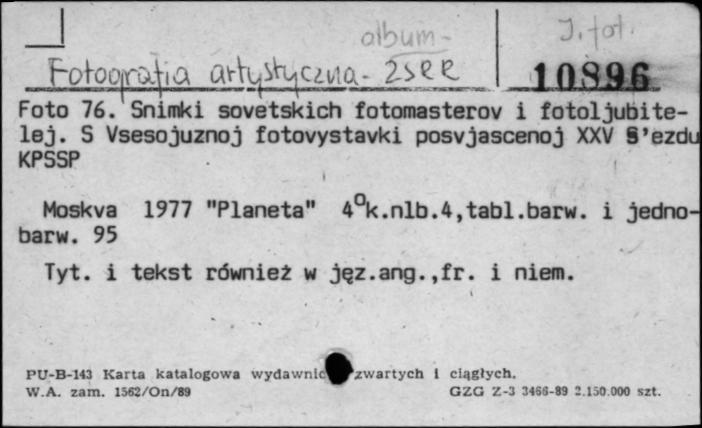 album- J. fot.
Fotografia artystyczna - ZSRR 10896
Foto 76. Snimki sovetskich fotomasterov i fotoljubite-
lej. S Vsesojuznoj fotovystavki posvjascenoj XXV S'ezdu
KPSSP
Moskva 1977 "Planeta" 4°k.nlb.4,tabl.barw. i jedno-
barw. 95
Tyt. i tekst również w jęz.ang.,fr. i niem.
PU-B-143 Karta katalogowa wydawnic zwartych i ciągłych.
W.A. zam. 1562/On/89 GZG Z-3 3466-89 2.150.000 szt.